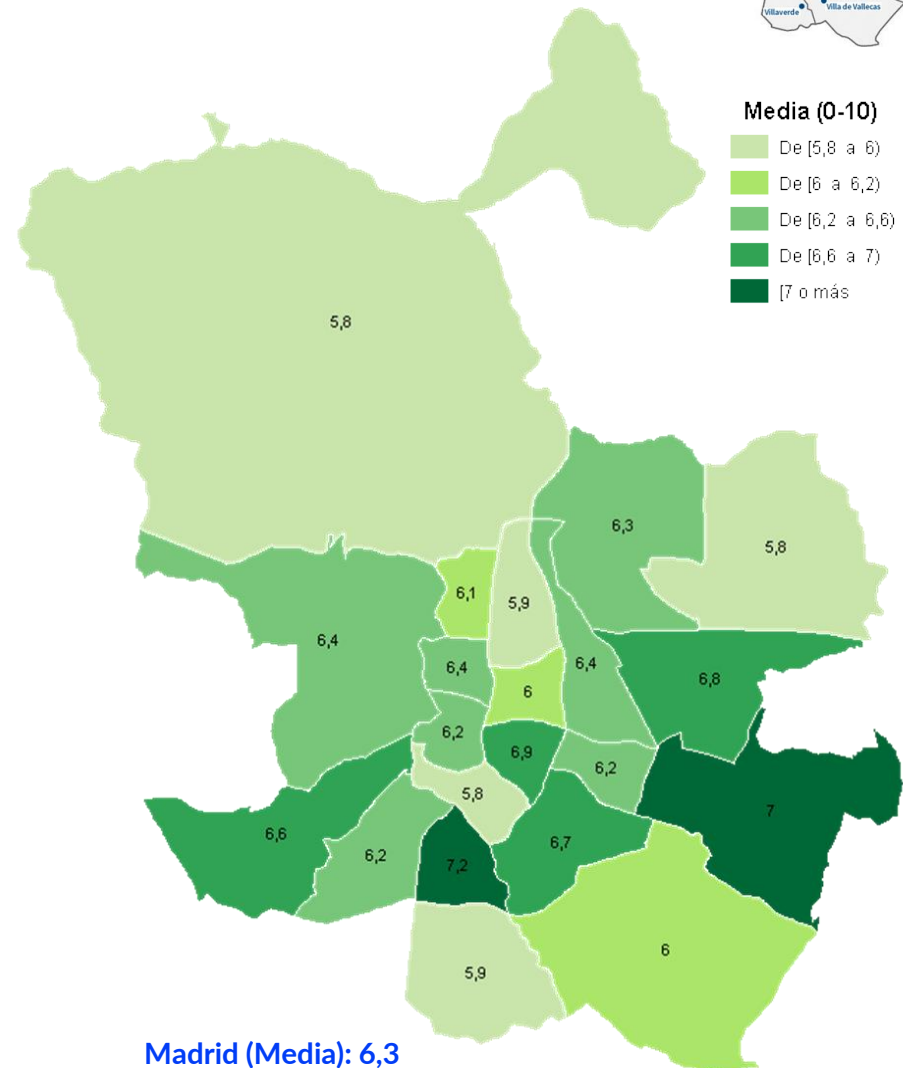 Villaverde
Villa de Vallecas
Media (0-10)
De [5,8 a 6)
De [6 a 6,2)
De [6,2 a 6,6)
De [6,6 a 7)
[7 o más
5,8
6,3
5,8
6,1
5,9
6,4
6,4
6,4
6,8
6
6,2
6,9
6,2
5,8
7
6,6
6,2
7,2
6,7
6
5,9
Madrid (Media): 6,3